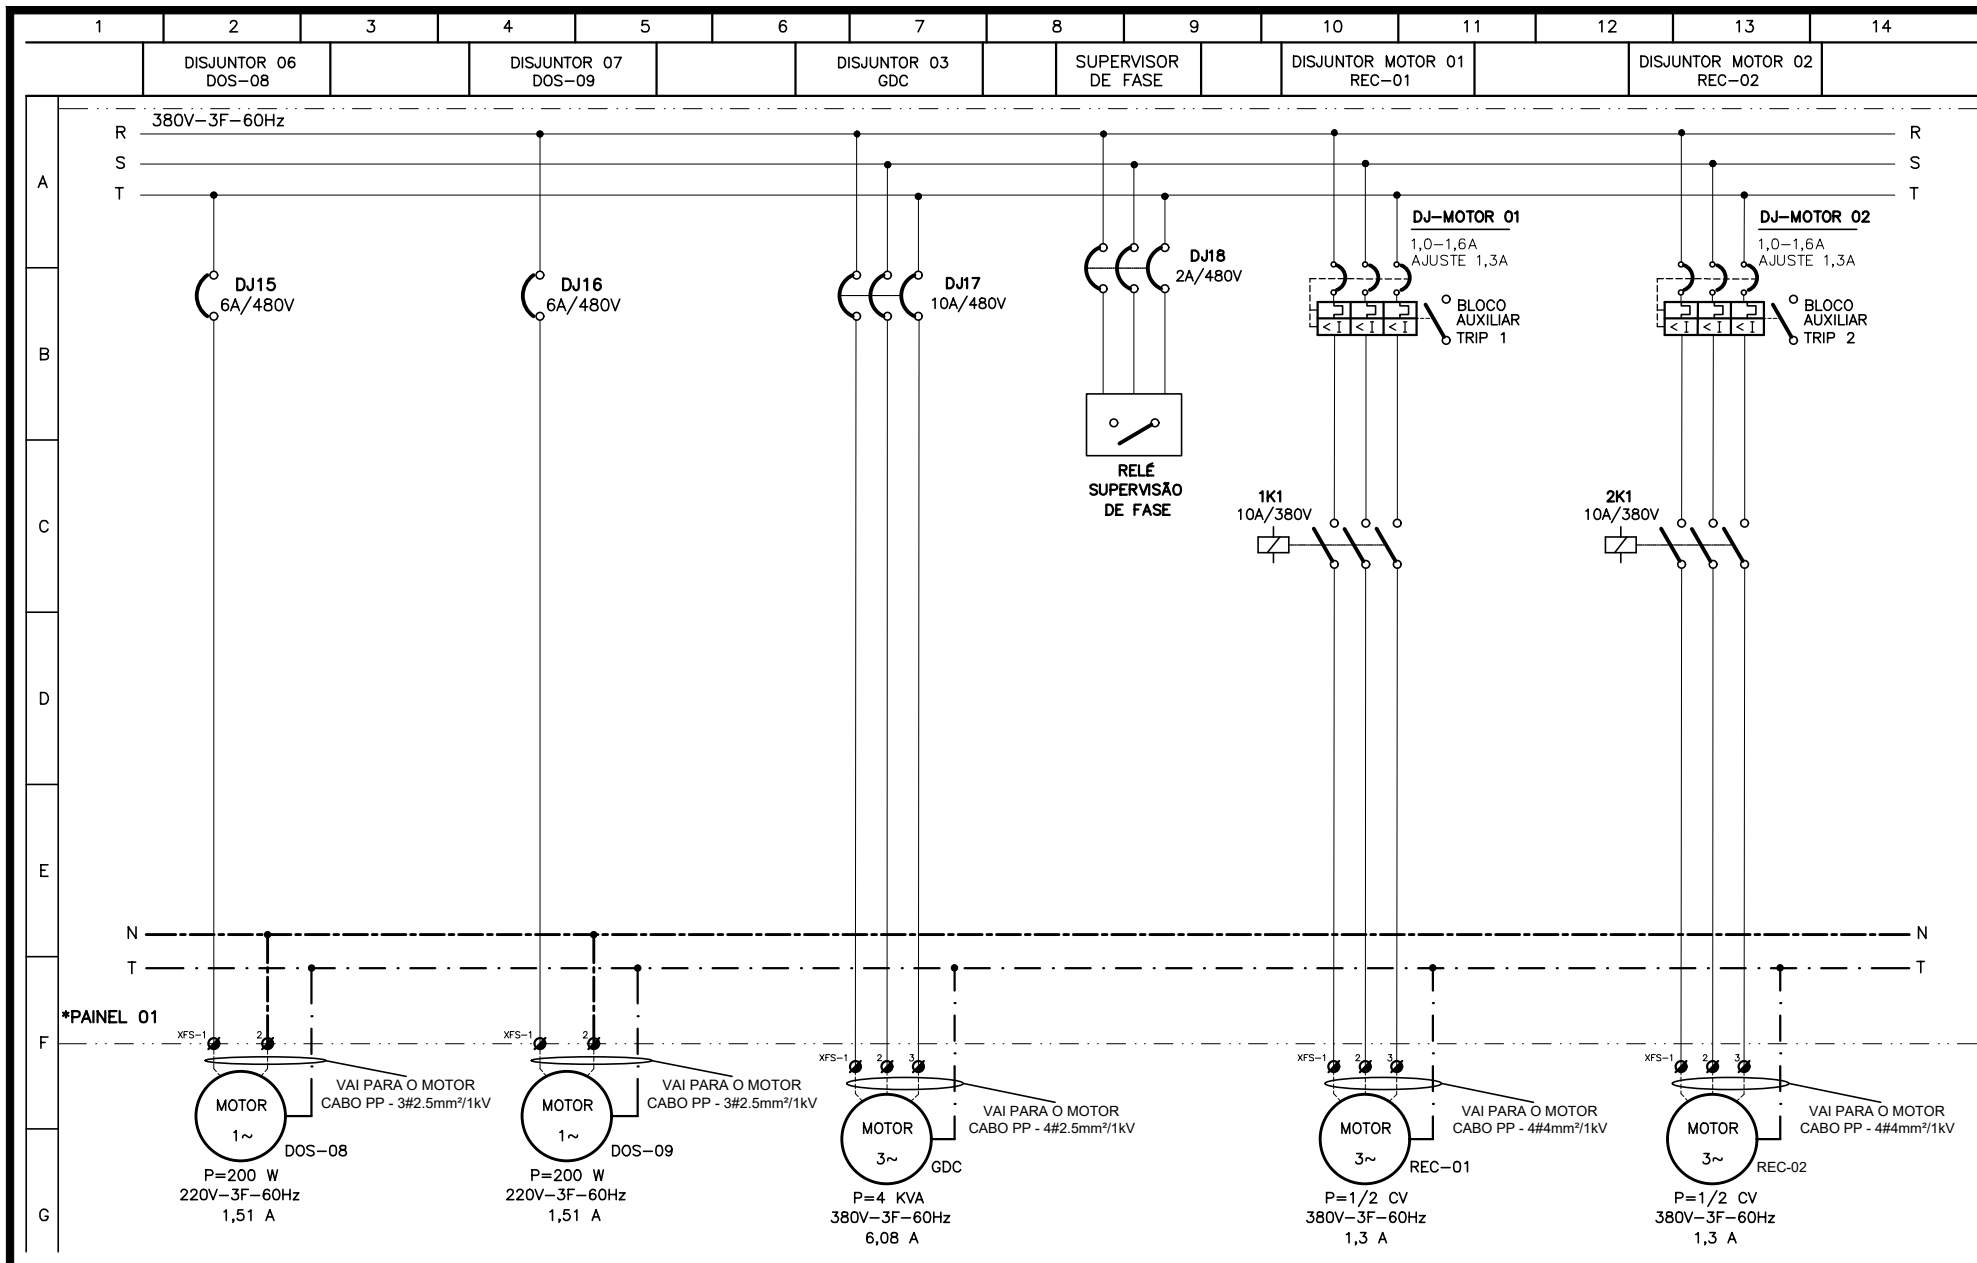 1 2 3 4 5 6 7 8 9 10 11 12 13 14
DISJUNTOR 06
DOS-08
DISJUNTOR 07
DOS-09
DISJUNTOR 03
GDC
SUPERVISOR
DE FASE
DISJUNTOR MOTOR 01
REC-01
DISJUNTOR MOTOR 02
REC-02
380V-3F-60Hz
R R
S S
T T
A
B
C
D
E
F
G
DJ15
6A/480V
DJ16
6A/480V
DJ17
10A/480V
DJ18
2A/480V
RELÉ
SUPERVISÃO
DE FASE
DJ-MOTOR 01
1,0-1,6A
AJUSTE 1,3A
< I < I < I
BLOCO
AUXILIAR
TRIP 1
DJ-MOTOR 02
1,0-1,6A
AJUSTE 1,3A
< I < I < I
BLOCO
AUXILIAR
TRIP 2
1K1
10A/380V
2K1
10A/380V
N N
T T
*PAINEL 01
XFS-1 2
VAI PARA O MOTOR
CABO PP - 3#2.5mm²/1kV
MOTOR
1~
DOS-08
P=200 W
220V-3F-60Hz
1,51 A
XFS-1 2
VAI PARA O MOTOR
CABO PP - 3#2.5mm²/1kV
MOTOR
1~
DOS-09
P=200 W
220V-3F-60Hz
1,51 A
XFS-1 2 3
VAI PARA O MOTOR
CABO PP - 4#2.5mm²/1kV
MOTOR
3~
GDC
P=4 KVA
380V-3F-60Hz
6,08 A
XFS-1 2 3
VAI PARA O MOTOR
CABO PP - 4#4mm²/1kV
MOTOR
3~
REC-01
P=1/2 CV
380V-3F-60Hz
1,3 A
XFS-1 2 3
VAI PARA O MOTOR
CABO PP - 4#4mm²/1kV
MOTOR
3~
REC-02
P=1/2 CV
380V-3F-60Hz
1,3 A